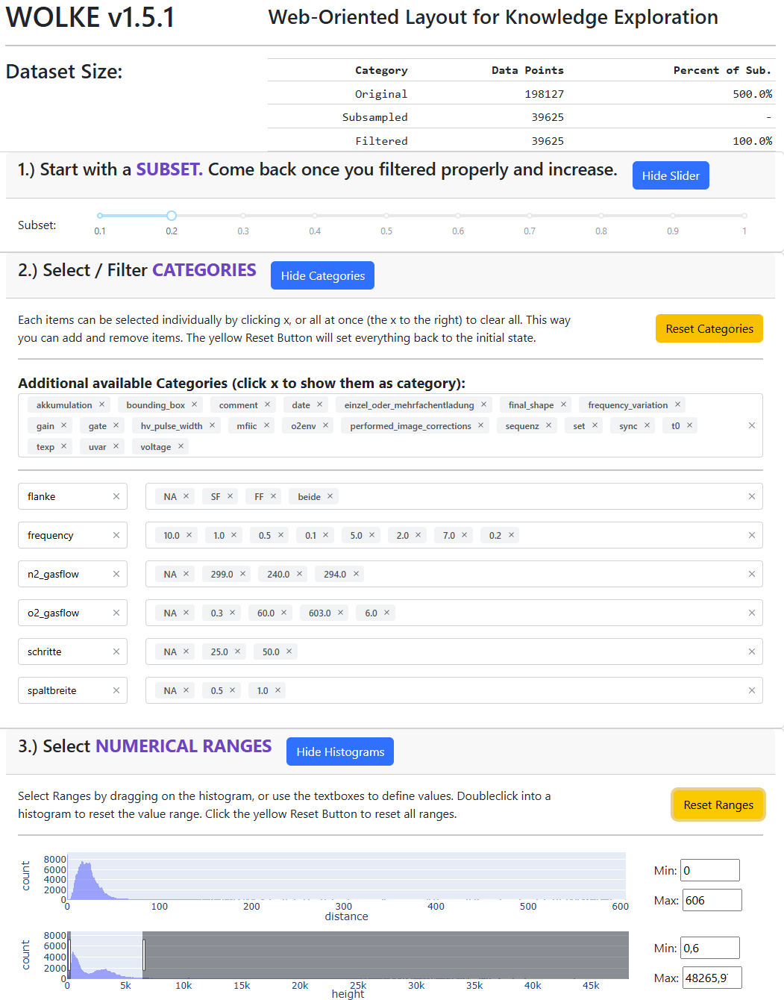 WOLKE v1.5.1
Web-Oriented Layout for Knowledge Exploration
Dataset Size:
Category Data Points Percent of Sub.
Original 198127 500.0%
Subsampled 39625 -
Filtered 39625 100.0%
1.) Start with a SUBSET. Come back once you filtered properly and increase.
Hide Slider
Subset:
0.1 0.2 0.3 0.4 0.5 0.6 0.7 0.8 0.9 1
2.) Select / Filter CATEGORIES
Hide Categories
Each items can be selected individually by clicking x, or all at once (the x to the right) to clear all. This way
you can add and remove items. The yellow Reset Button will set everything back to the initial state.
Reset Categories
Additional available Categories (click x to show them as category):
akkumulation × bounding_box × comment × date × einzel_oder_mehrfachentladung × final_shape × frequency_variation ×
gain × gate × hv_pulse_width × mfiic × o2env × performed_image_corrections × sequenz × set × sync × t0 × ×
texp × uvar × voltage ×
flanke × NA × SF × FF × beide × ×
frequency × 10.0 × 1.0 × 0.5 × 0.1 × 5.0 × 2.0 × 7.0 × 0.2 × ×
n2_gasflow × NA × 299.0 × 240.0 × 294.0 × ×
o2_gasflow × NA × 0.3 × 60.0 × 603.0 × 6.0 × ×
schritte × NA × 25.0 × 50.0 × ×
spaltbreite × NA × 0.5 × 1.0 × ×
3.) Select NUMERICAL RANGES
Hide Histograms
Select Ranges by dragging on the histogram, or use the textboxes to define values. Doubleclick into a
histogram to reset the value range. Click the yellow Reset Button to reset all ranges.
Reset Ranges
count
8000
6000
4000
2000
0
0 100 200 300 400 500 600
distance
Min: 0
Max: 606
count
8000
6000
4000
2000
0
0 5k 10k 15k 20k 25k 30k 35k 40k 45k
height
Min: 0,6
Max: 48265,9